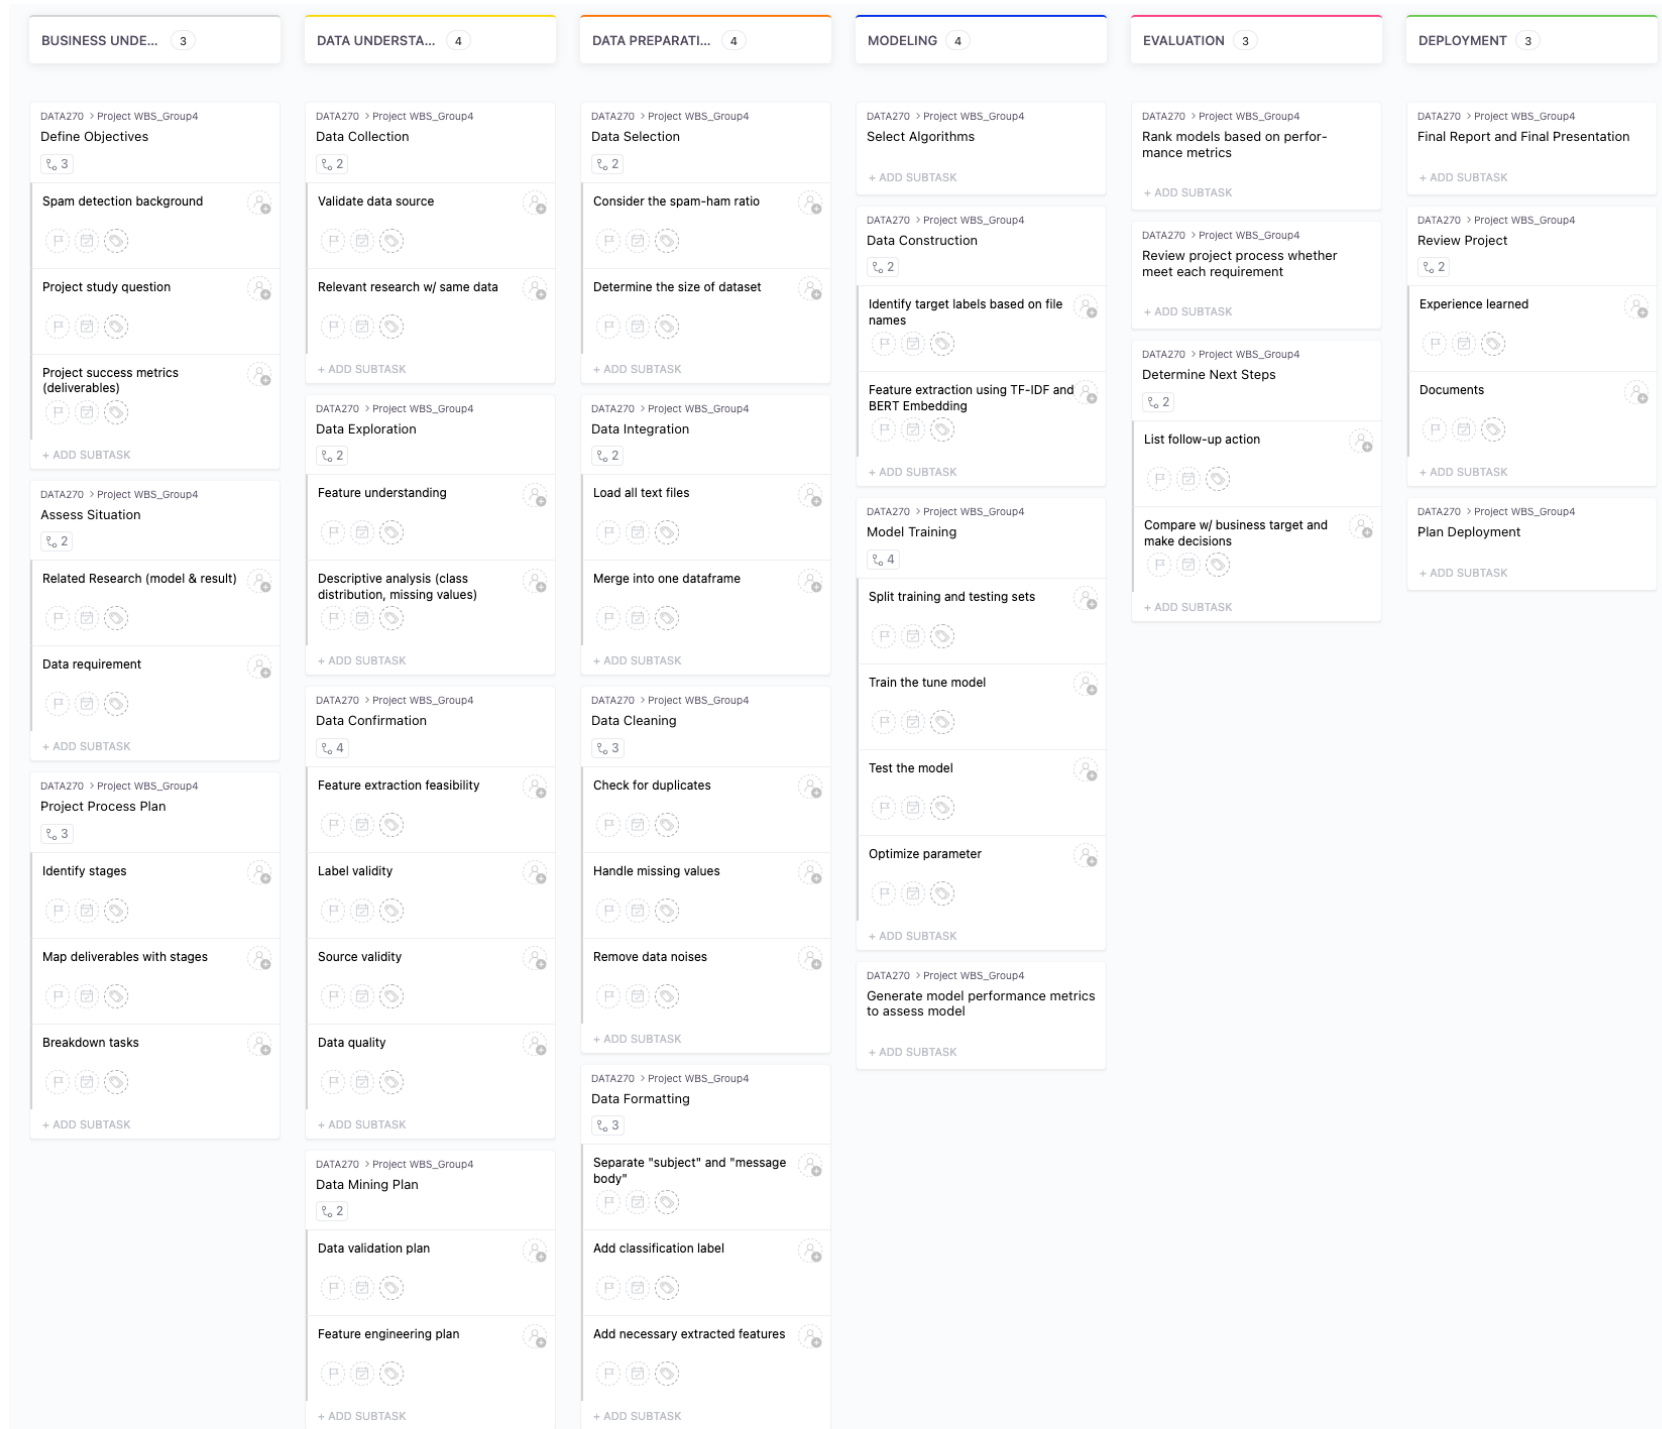 BUSINESS UNDE... 3
DATA270 > Project WBS_Group4
Define Objectives
3
Spam detection background
Project study question
Project success metrics
(deliverables)
+ ADD SUBTASK
DATA270 > Project WBS_Group4
Assess Situation
2
Related Research (model & result)
Data requirement
+ ADD SUBTASK
DATA270 > Project WBS_Group4
Project Process Plan
3
Identify stages
Map deliverables with stages
Breakdown tasks
+ ADD SUBTASK
DATA UNDERSTA... 4
DATA270 > Project WBS_Group4
Data Collection
2
Validate data source
Relevant research w/ same data
+ ADD SUBTASK
DATA270 > Project WBS_Group4
Data Exploration
2
Feature understanding
Descriptive analysis (class
distribution, missing values)
+ ADD SUBTASK
DATA270 > Project WBS_Group4
Data Confirmation
4
Feature extraction feasibility
Label validity
Source validity
Data quality
+ ADD SUBTASK
DATA270 > Project WBS_Group4
Data Mining Plan
2
Data validation plan
Feature engineering plan
+ ADD SUBTASK
DATA PREPARATI... 4
DATA270 > Project WBS_Group4
Data Selection
2
Consider the spam-ham ratio
Determine the size of dataset
+ ADD SUBTASK
DATA270 > Project WBS_Group4
Data Integration
2
Load all text files
Merge into one dataframe
+ ADD SUBTASK
DATA270 > Project WBS_Group4
Data Cleaning
3
Check for duplicates
Handle missing values
Remove data noises
+ ADD SUBTASK
DATA270 > Project WBS_Group4
Data Formatting
3
Separate "subject" and "message
body"
Add classification label
Add necessary extracted features
+ ADD SUBTASK
MODELING 4
DATA270 > Project WBS_Group4
Select Algorithms
+ ADD SUBTASK
DATA270 > Project WBS_Group4
Data Construction
2
Identify target labels based on file
names
Feature extraction using TF-IDF and
BERT Embedding
+ ADD SUBTASK
DATA270 > Project WBS_Group4
Model Training
4
Split training and testing sets
Train the tune model
Test the model
Optimize parameter
+ ADD SUBTASK
DATA270 > Project WBS_Group4
Generate model performance metrics
to assess model
+ ADD SUBTASK
EVALUATION 3
DATA270 > Project WBS_Group4
Rank models based on perfor-
mance metrics
+ ADD SUBTASK
DATA270 > Project WBS_Group4
Review project process whether
meet each requirement
+ ADD SUBTASK
DATA270 > Project WBS_Group4
Determine Next Steps
2
List follow-up action
Compare w/ business target and
make decisions
+ ADD SUBTASK
DEPLOYMENT 3
DATA270 > Project WBS_Group4
Final Report and Final Presentation
+ ADD SUBTASK
DATA270 > Project WBS_Group4
Review Project
2
Experience learned
Documents
+ ADD SUBTASK
DATA270 > Project WBS_Group4
Plan Deployment
+ ADD SUBTASK